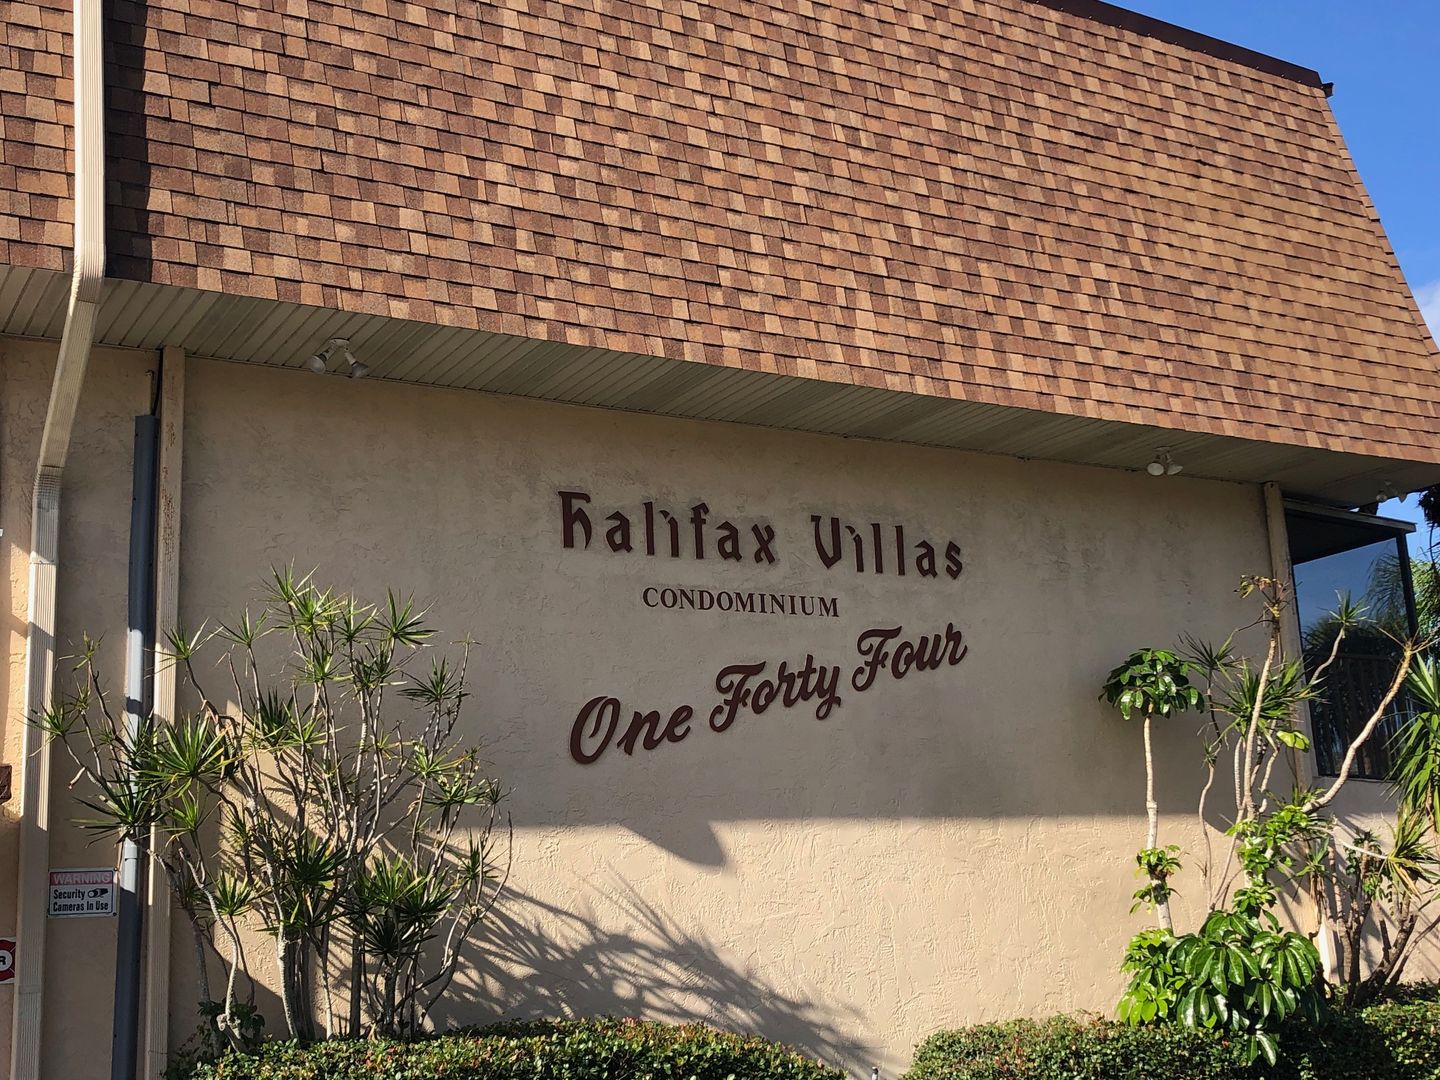 Halifax Villas
CONDOMINIUM
One Forty Four
WARNING
Security
Cameras In Use
R